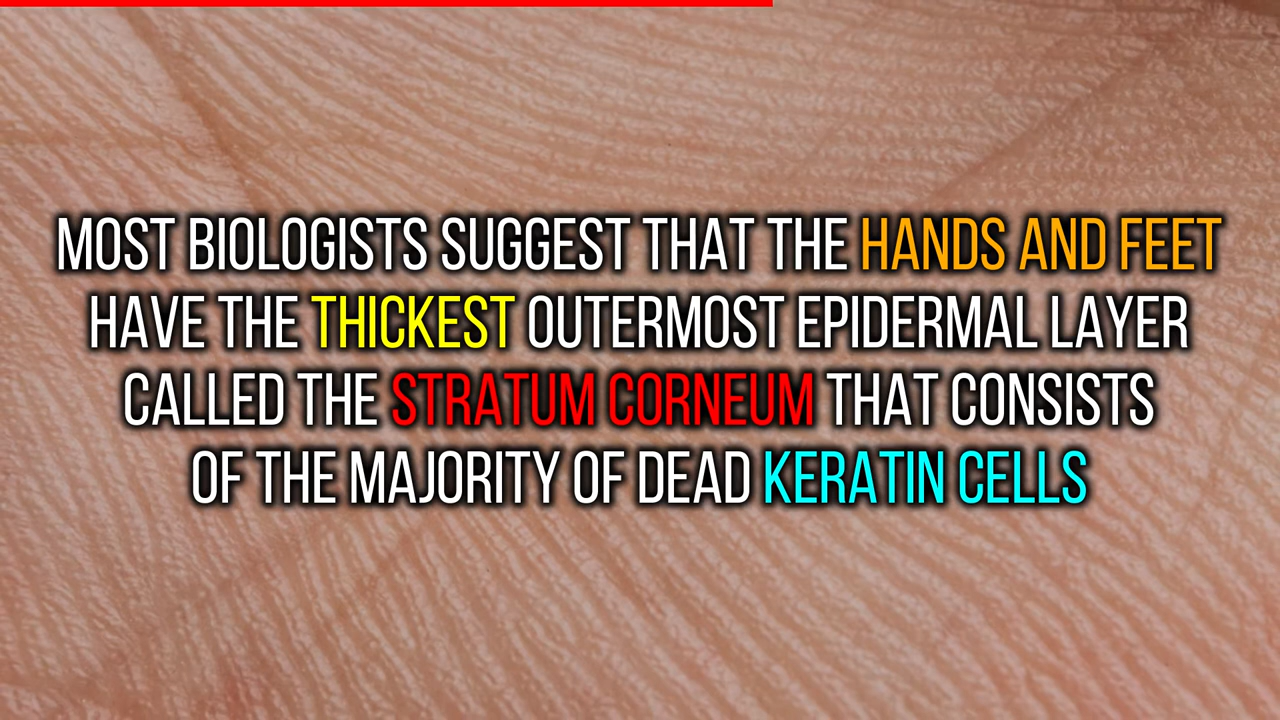 MOST BIOLOGISTS SUGGEST THAT THE HANDS AND FEET
HAVE THE THICKEST OUTERMOST EPIDERMAL LAYER
CALLED THE STRATUM CORNEUM THAT CONSISTS
OF THE MAJORITY OF DEAD KERATIN CELLS